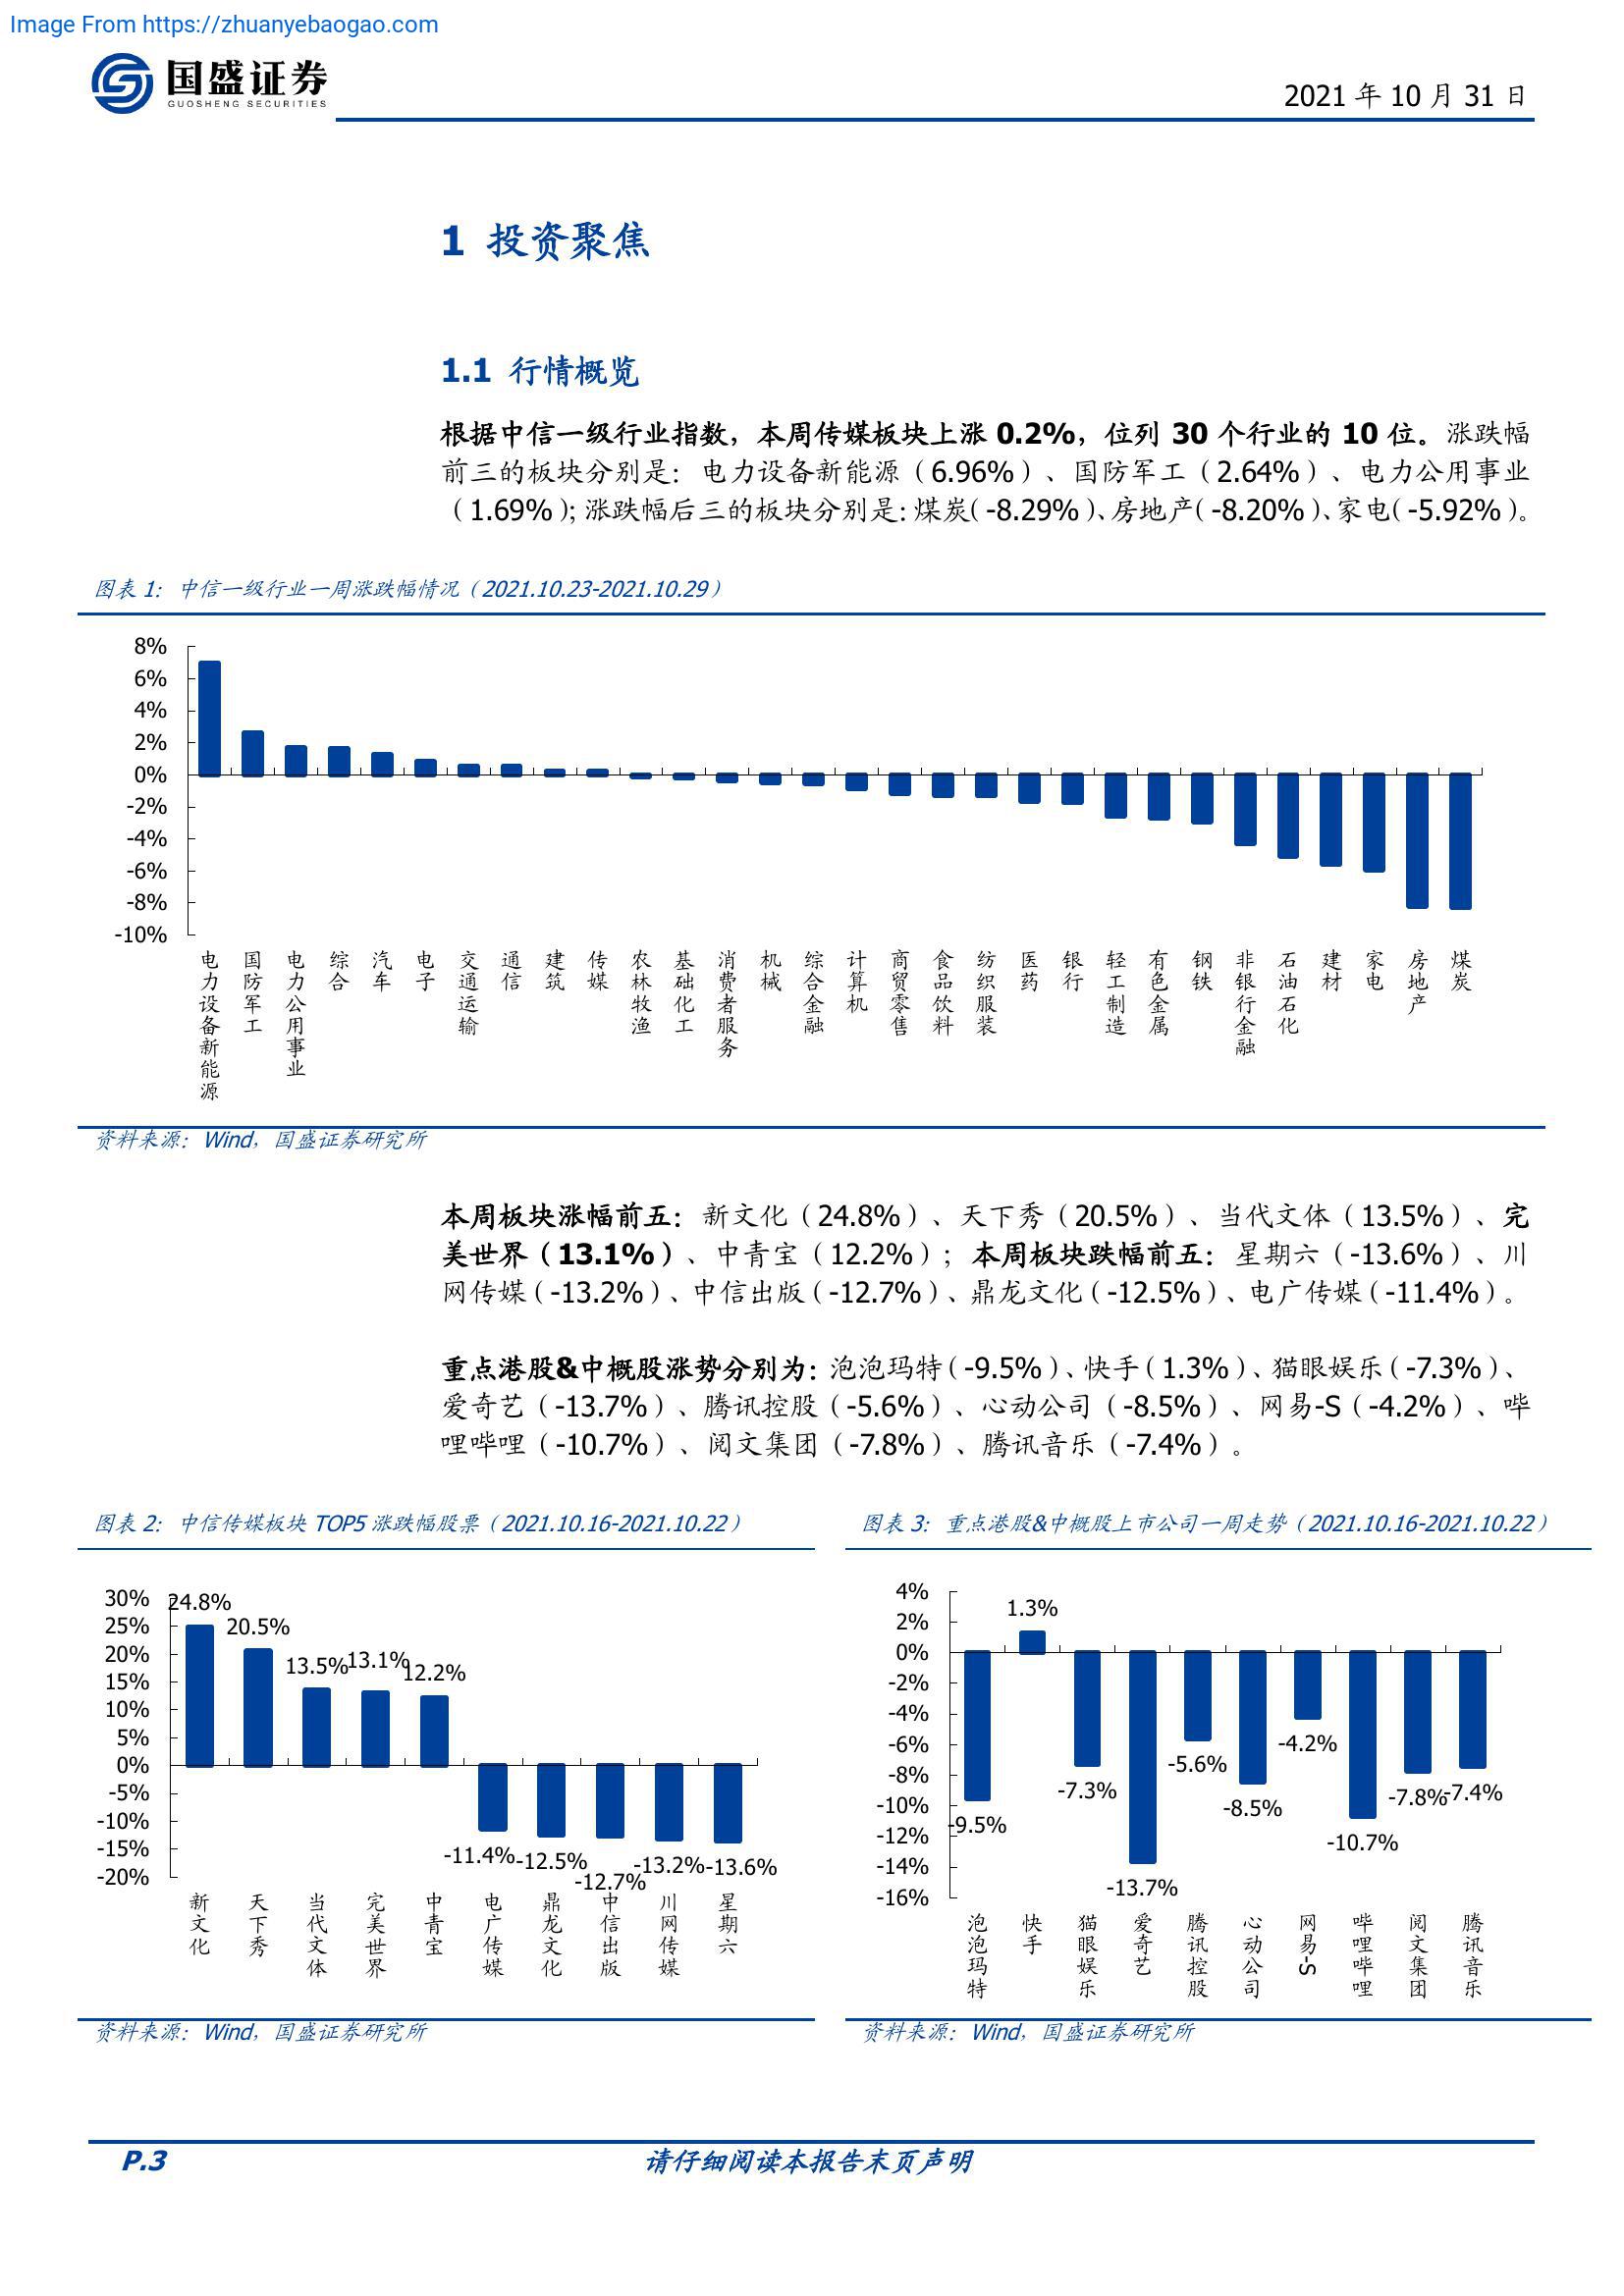 Image From https://zhuanyebaogao.com
国盛证券
GUOSHENG SECURITIES
2021 年 10 月 31 日
1 投资聚焦
1.1 行情概览
根据中信一级行业指数，本周传媒板块上涨 0.2%，位列 30 个行业的 10 位。涨跌幅
前三的板块分别是：电力设备新能源（6.96%）、国防军工（2.64%）、电力公用事业
（1.69%）；涨跌幅后三的板块分别是：煤炭（-8.29%）、房地产（-8.20%）、家电（-5.92%）。
图表 1：中信一级行业一周涨跌幅情况（2021.10.23-2021.10.29）
8%
6%
4%
2%
0%
-2%
-4%
-6%
-8%
-10%
电力设备新能源
国防军工
电力公用事业
综合
汽车
电子
交通运输
通信
建筑
传媒
农林牧渔
基础化工
消费者服务
机械
综合金融
计算机
商贸零售
食品饮料
纺织服装
医药
银行
轻工制造
有色金属
钢铁
非银行金融
石油石化
建材
家电
房地产
煤炭
资料来源：Wind，国盛证券研究所
本周板块涨幅前五：新文化（24.8%）、天下秀（20.5%）、当代文体（13.5%）、完
美世界（13.1%）、中青宝（12.2%）；本周板块跌幅前五：星期六（-13.6%）、川
网传媒（-13.2%）、中信出版（-12.7%）、鼎龙文化（-12.5%）、电广传媒（-11.4%）。
重点港股&中概股涨势分别为：泡泡玛特（-9.5%）、快手（1.3%）、猫眼娱乐（-7.3%）、
爱奇艺（-13.7%）、腾讯控股（-5.6%）、心动公司（-8.5%）、网易-S（-4.2%）、哔
哩哔哩（-10.7%）、阅文集团（-7.8%）、腾讯音乐（-7.4%）。
图表 2：中信传媒板块 TOP5 涨跌幅股票（2021.10.16-2021.10.22）
30%
25%
20%
15%
10%
5%
0%
-5%
-10%
-15%
-20%
24.8%
20.5%
13.5%
13.1%
12.2%
-11.4%
-12.5%
-12.7%
-13.2%
-13.6%
新文化
天下秀
当代文体
完美世界
中青宝
电广传媒
鼎龙文化
中信出版
川网传媒
星期六
资料来源：Wind，国盛证券研究所
图表 3：重点港股&中概股上市公司一周走势（2021.10.16-2021.10.22）
4%
2%
0%
-2%
-4%
-6%
-8%
-10%
-12%
-14%
-16%
-9.5%
1.3%
-7.3%
-13.7%
-5.6%
-8.5%
-4.2%
-10.7%
-7.8%
-7.4%
泡泡玛特
快手
猫眼娱乐
爱奇艺
腾讯控股
心动公司
网易-S
哔哩哔哩
阅文集团
腾讯音乐
资料来源：Wind，国盛证券研究所
P.3
请仔细阅读本报告末页声明